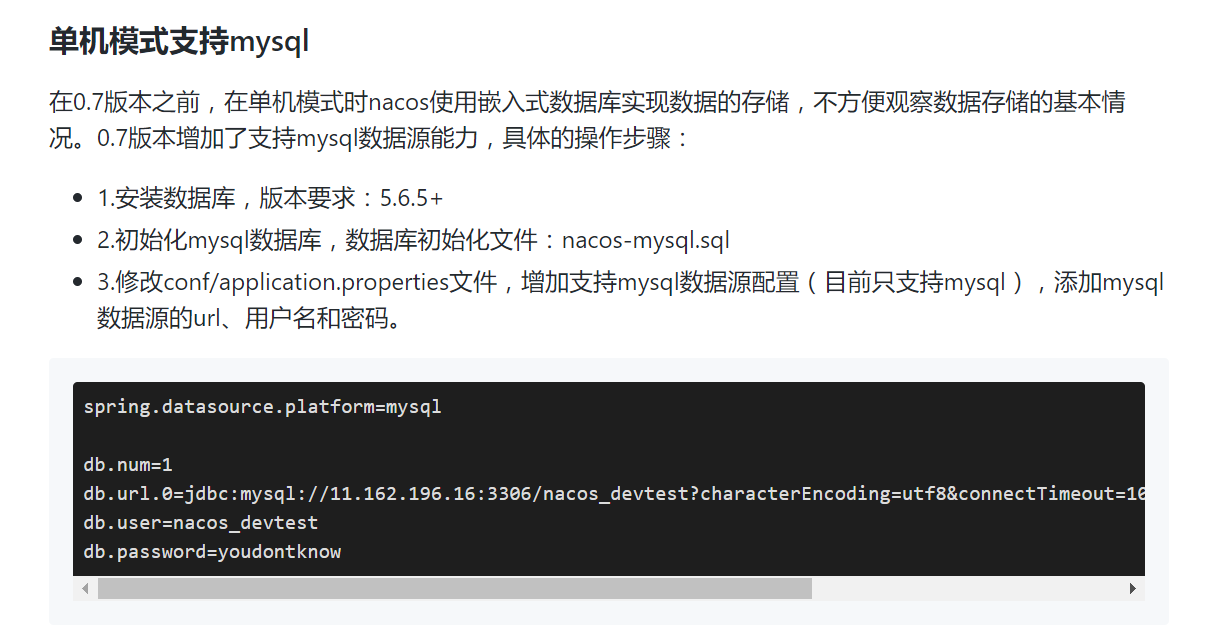 单机模式支持mysql
在0.7版本之前，在单机模式时nacos使用嵌入式数据库实现数据的存储，不方便观察数据存储的基本情
况。0.7版本增加了支持mysql数据源能力，具体的操作步骤：
1.安装数据库，版本要求：5.6.5+
2.初始化mysql数据库，数据库初始化文件：nacos-mysql.sql
3.修改conf/application.properties文件，增加支持mysql数据源配置（目前只支持mysql），添加mysql
数据源的url、用户名和密码。
spring.datasource.platform=mysql
db.num=1
db.url.0=jdbc:mysql://11.162.196.16:3306/nacos_devtest?characterEncoding=utf8&connectTimeout=10
db.user=nacos_devtest
db.password=youdontknow